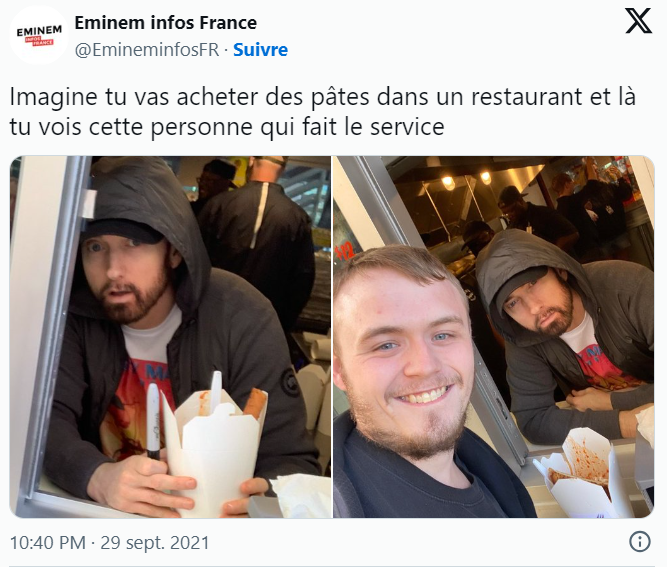 EMINEM
INFOS
FRANCE
Eminem infos France
@EmineminfosFR · Suivre
Imagine tu vas acheter des pâtes dans un restaurant et là
tu vois cette personne qui fait le service
10:40 PM · 29 sept. 2021